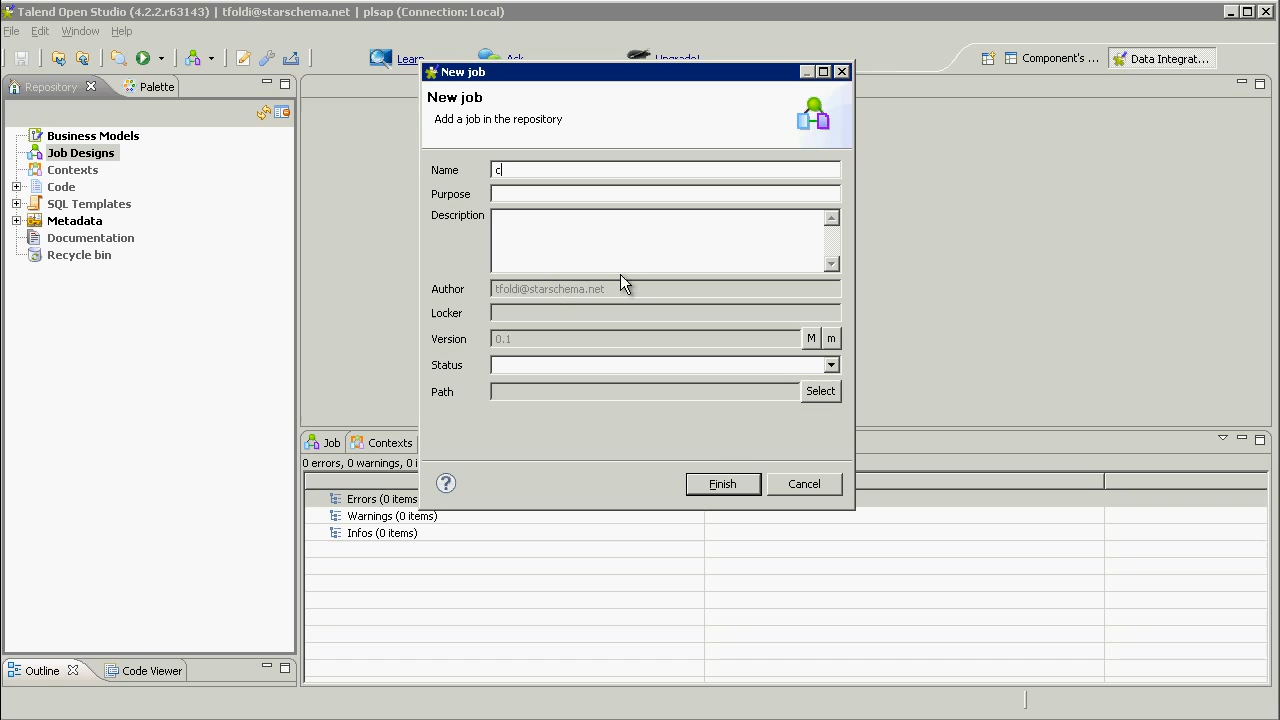 Talend Open Studio (4.2.2.r63143) | tfoldi@starschema.net | plsap (Connection: Local)
File Edit Window Help
Learn Ask Upgrade!
Component's ... Data Integrat...
Repository Palette
Business Models
Job Designs
Contexts
Code
SQL Templates
Metadata
Documentation
Recycle bin
New job
New job
Add a job in the repository
Name c
Purpose
Description
Author tfoldi@starschema.net
Locker
Version 0.1 M m
Status
Path Select
? Finish Cancel
Job Contexts
0 errors, 0 warnings, 0 i
Errors (0 items
Warnings (0 items)
Infos (0 items)
Outline Code Viewer